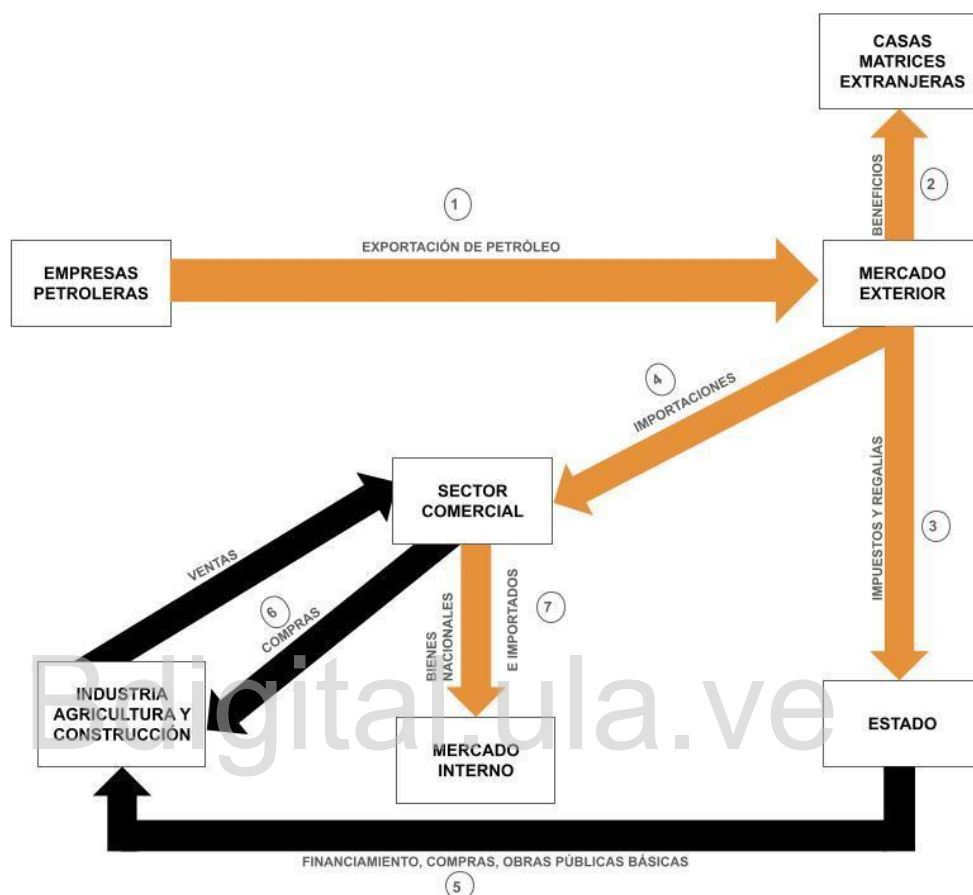 CASAS
MATRICES
EXTRANJERAS
BENEFICIOS
2
1
EXPORTACIÓN DE PETRÓLEO
EMPRESAS
PETROLERAS
MERCADO
EXTERIOR
4
IMPORTACIONES
IMPUESTOS Y REGALÍAS
3
SECTOR
COMERCIAL
VENTAS
6
COMPRAS
BIENES
NACIONALES
E IMPORTADOS
7
INDUSTRIA
AGRICULTURA Y
CONSTRUCCIÓN
MERCADO
INTERNO
ESTADO
Bdigital.ula.ve
FINANCIAMIENTO, COMPRAS, OBRAS PÚBLICAS BÁSICAS
5